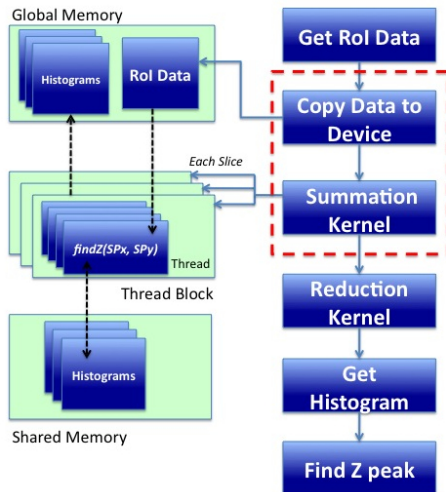 Global Memory
Histograms
RoI Data
Each Slice
findZ(SPx, SPy)
Thread
Thread Block
Histograms
Shared Memory
Get RoI Data
Copy Data to
Device
Summation
Kernel
Reduction
Kernel
Get
Histogram
Find Z peak